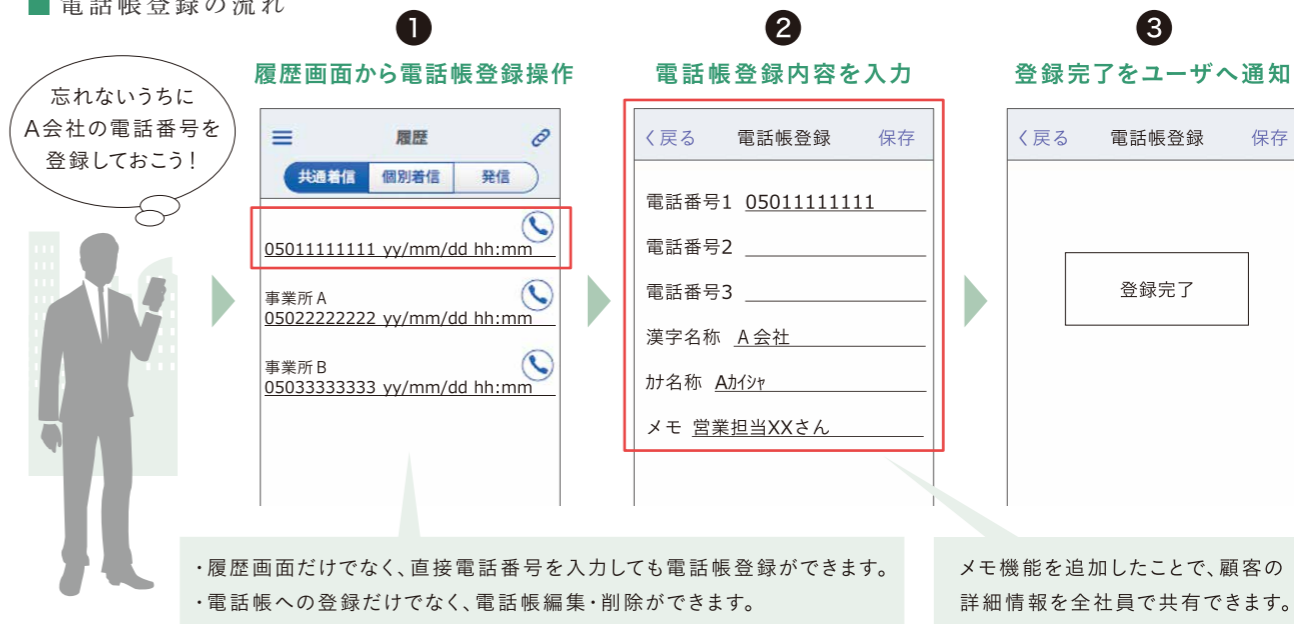 ■ 電話帳登録の流れ
忘れないうちに
A会社の電話番号を
登録しておこう！
❶
履歴画面から電話帳登録操作
履歴
共通着信 個別着信 発信
05011111111 yy/mm/dd hh:mm
事業所A
05022222222 yy/mm/dd hh:mm
事業所B
05033333333 yy/mm/dd hh:mm
❷
電話帳登録内容を入力
く戻る 電話帳登録 保存
電話番号1 05011111111
電話番号2
電話番号3
漢字名称 A会社
ｶﾅ名称 Aｶｲｼｬ
メモ 営業担当XXさん
❸
登録完了をユーザへ通知
く戻る 電話帳登録 保存
登録完了
・履歴画面だけでなく、直接電話番号を入力しても電話帳登録ができます。
・電話帳への登録だけでなく、電話帳編集・削除ができます。
メモ機能を追加したことで、顧客の
詳細情報を全社員で共有できます。